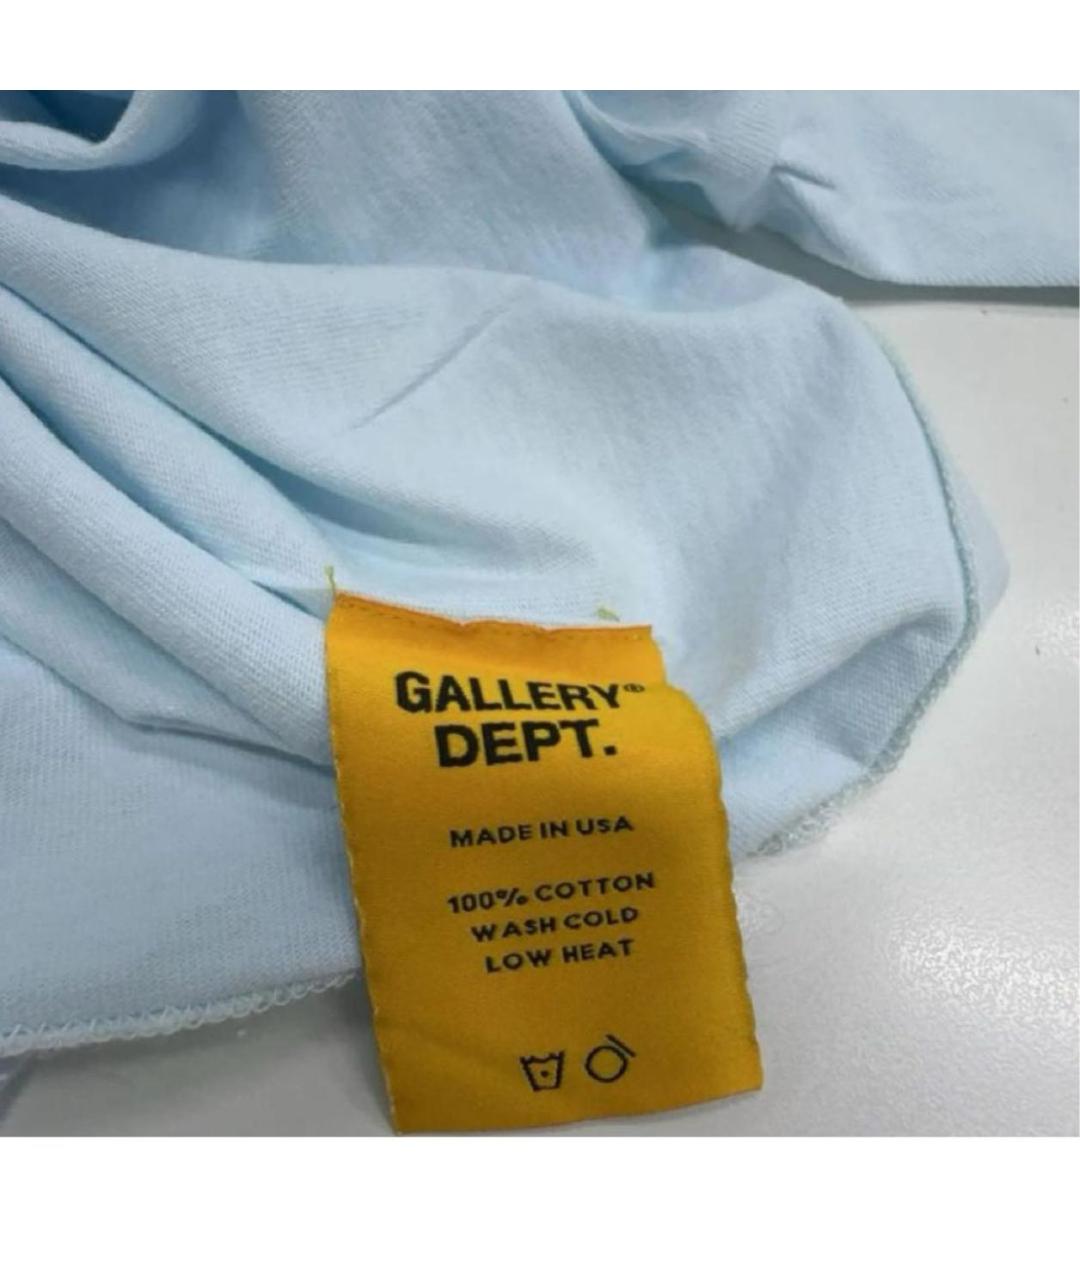 GALLERY®
DEPT.
MADE IN USA
100% COTTON
WASH COLD
LOW HEAT